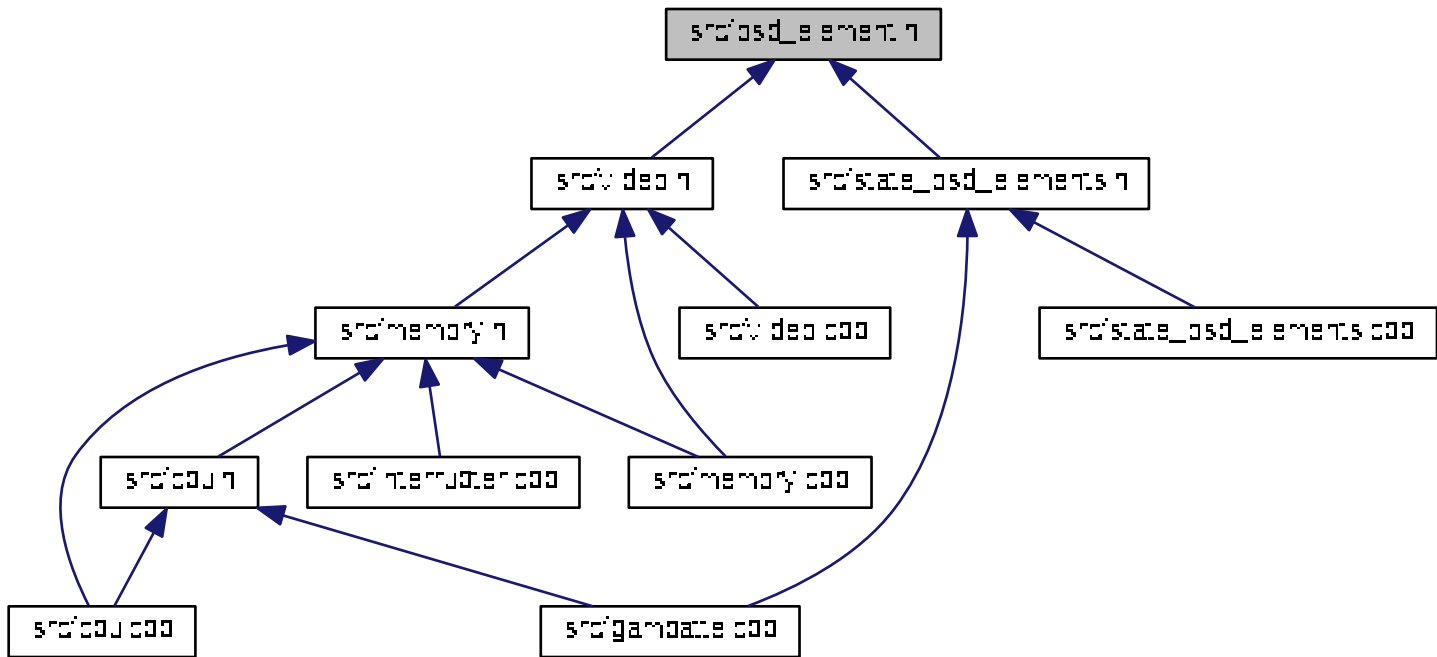 src/osd_element.h
src/video.h
src/state_osd_elements.h
src/memory.h
src/video.cpp
src/state_osd_elements.cpp
src/cpu.h
src/interrupter.cpp
src/memory.cpp
src/cpu.cpp
src/gambatte.cpp